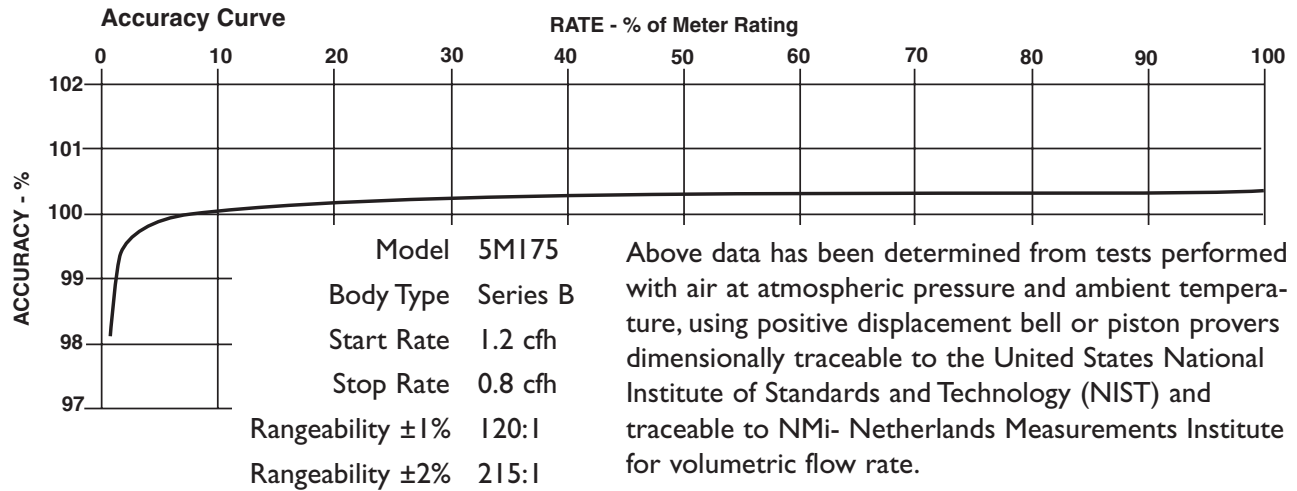 Accuracy Curve
RATE - % of Meter Rating
0 10 20 30 40 50 60 70 80 90 100
102
101
100
99
98
97
ACCURACY - %
Model 5M175
Body Type Series B
Start Rate 1.2 cfh
Stop Rate 0.8 cfh
Rangeability ±1% 120:1
Rangeability ±2% 215:1
Above data has been determined from tests performed
with air at atmospheric pressure and ambient tempera-
ture, using positive displacement bell or piston provers
dimensionally traceable to the United States National
Institute of Standards and Technology (NIST) and
traceable to NMi- Netherlands Measurements Institute
for volumetric flow rate.